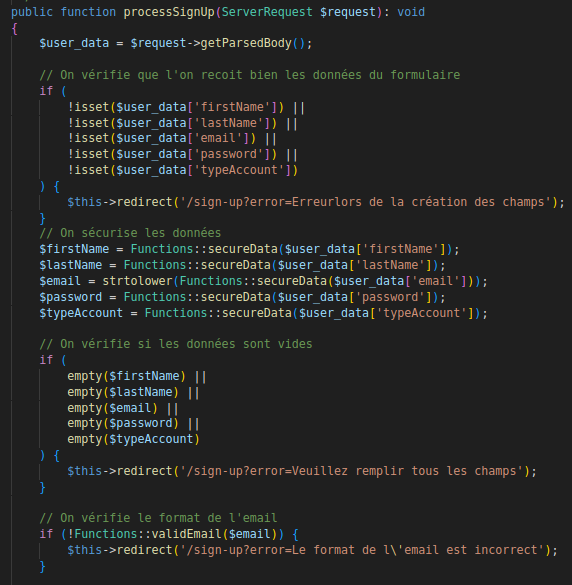 public function processSignUp(ServerRequest $request): void
{
$user_data = $request->getParsedBody();
// On vérifie que l'on recoit bien les données du formulaire
if (
!isset($user_data['firstName']) ||
!isset($user_data['lastName']) ||
!isset($user_data['email']) ||
!isset($user_data['password']) ||
!isset($user_data['typeAccount'])
) {
$this->redirect('/sign-up?error=Erreurlors de la création des champs');
}
// On sécurise les données
$firstName = Functions::secureData($user_data['firstName']);
$lastName = Functions::secureData($user_data['lastName']);
$email = strtolower(Functions::secureData($user_data['email']));
$password = Functions::secureData($user_data['password']);
$typeAccount = Functions::secureData($user_data['typeAccount']);
// On vérifie si les données sont vides
if (
empty($firstName) ||
empty($lastName) ||
empty($email) ||
empty($password) ||
empty($typeAccount)
) {
$this->redirect('/sign-up?error=Veuillez remplir tous les champs');
}
// On vérifie le format de l'email
if (!Functions::validEmail($email)) {
$this->redirect('/sign-up?error=Le format de l\'email est incorrect');
}